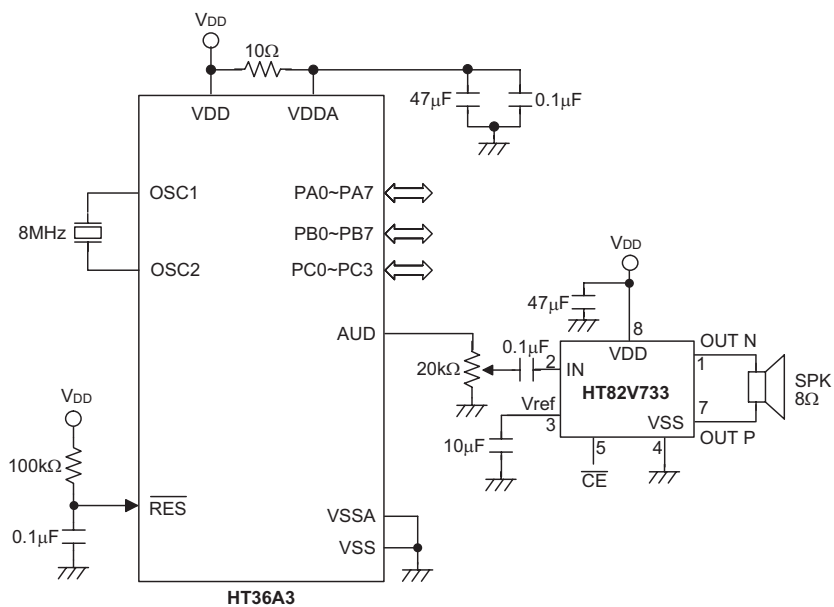 VDD
10Ω
VDD
VDDA
47μF
0.1μF
OSC1
PA0~PA7
8MHz
PB0~PB7
OSC2
PC0~PC3
VDD
AUD
47μF
8
OUT N
20kΩ
0.1μF
2
IN
VDD
1
HT82V733
SPK
8Ω
VDD
Vref
3
VSS
7
10μF
5
4
OUT P
100kΩ
CE
RES
VSSA
0.1μF
VSS
HT36A3